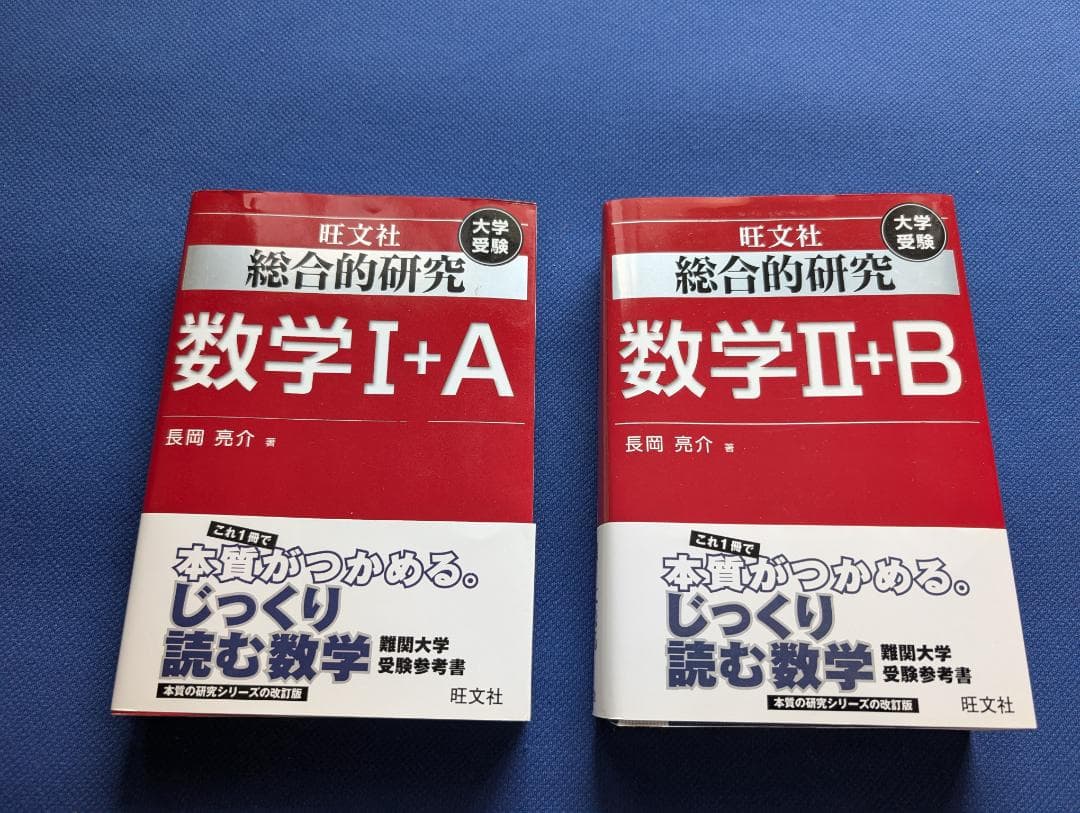 旺文社
大学
受験
総合的研究
数学I+A
長岡 亮介 著
これ1冊で
本質がつかめる。
じっくり
読む数学
難関大学
受験参考書
本質の研究シリーズの改訂版
旺文社
旺文社
大学
受験
総合的研究
数学II+B
長岡 亮介 著
これ1冊で
本質がつかめる。
じっくり
読む数学
難関大学
受験参考書
本質の研究シリーズの改訂版
旺文社